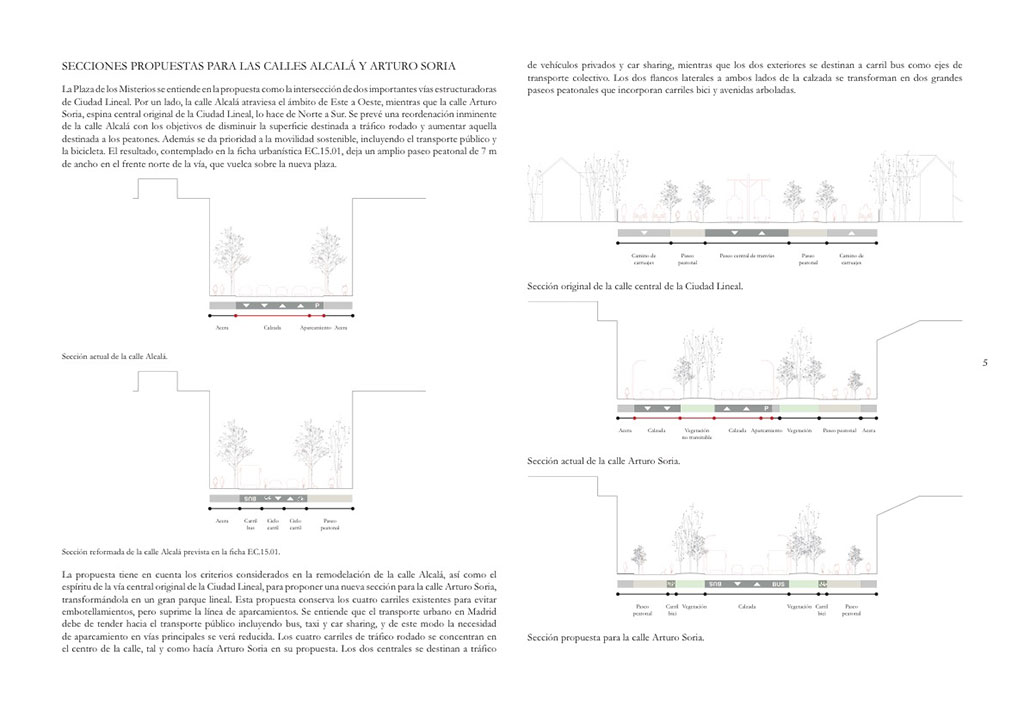 SECCIONES PROPUESTAS PARA LAS CALLES ALCALÁ Y ARTURO SORIA
La Plaza de los Misterios se entiende en la propuesta como la intersección de dos importantes vías estructuradoras
de Ciudad Lineal. Por un lado, la calle Alcalá atraviesa el ámbito de Este a Oeste, mientras que la calle Arturo
Soria, espina central original de la Ciudad Lineal, lo hace de Norte a Sur. Se prevé una reordenación inminente
de la calle Alcalá con los objetivos de disminuir la superficie destinada a tráfico rodado y aumentar aquella
destinada a los peatones. Además se da prioridad a la movilidad sostenible, incluyendo el transporte público y
la bicicleta. El resultado, contemplado en la ficha urbanística EC.15.01, deja un amplio paseo peatonal de 7 m
de ancho en el frente norte de la vía, que vuelca sobre la nueva plaza.
P
Acera Calzada Aparcamiento Acera
Sección actual de la calle Alcalá.
BUS
Acera Carril Ciclo Ciclo Paseo
bus carril carril peatonal
Sección reformada de la calle Alcalá prevista en la ficha EC.15.01.
La propuesta tiene en cuenta los criterios considerados en la remodelación de la calle Alcalá, así como el
espíritu de la vía central original de la Ciudad Lineal, para proponer una nueva sección para la calle Arturo Soria,
transformándola en un gran parque lineal. Esta propuesta conserva los cuatro carriles existentes para evitar
embotellamientos, pero suprime la línea de aparcamientos. Se entiende que el transporte urbano en Madrid
debe de tender hacia el transporte público incluyendo bus, taxi y car sharing, y de este modo la necesidad
de aparcamiento en vías principales se verá reducida. Los cuatro carriles de tráfico rodado se concentran en
el centro de la calle, tal y como hacía Arturo Soria en su propuesta. Los dos centrales se destinan a tráfico
de vehículos privados y car sharing, mientras que los dos exteriores se destinan a carril bus como ejes de
transporte colectivo. Los dos flancos laterales a ambos lados de la calzada se transforman en dos grandes
paseos peatonales que incorporan carriles bici y avenidas arboladas.
Camino de Paseo Paseo central de tranvías Paseo Camino de
carruajes peatonal peatonal carruajes
Sección original de la calle central de la Ciudad Lineal.
P
Acera Calzada Vegetación Calzada Aparcamiento Vegetación Paseo peatonal Acera
no transitable
Sección actual de la calle Arturo Soria.
BUS BUS
Paseo Carril Vegetación Calzada Vegetación Carril Paseo
peatonal bici bici peatonal
Sección propuesta para la calle Arturo Soria.
5